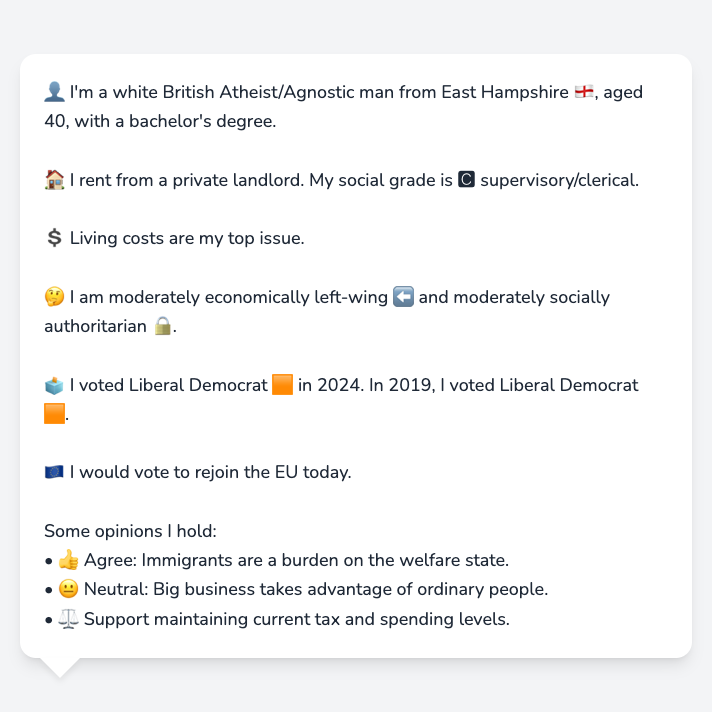 👤 I'm a white British Atheist/Agnostic man from East Hampshire 🏴󠁧󠁢󠁥󠁮󠁧󠁿, aged
40, with a bachelor's degree.
🏠 I rent from a private landlord. My social grade is C supervisory/clerical.
💲 Living costs are my top issue.
🤔 I am moderately economically left-wing ⬅️ and moderately socially
authoritarian 🔒.
🗳️ I voted Liberal Democrat 🟧 in 2024. In 2019, I voted Liberal Democrat
🟧.
🇪🇺 I would vote to rejoin the EU today.
Some opinions I hold:
• 👍 Agree: Immigrants are a burden on the welfare state.
• 😐 Neutral: Big business takes advantage of ordinary people.
• ⚖️ Support maintaining current tax and spending levels.